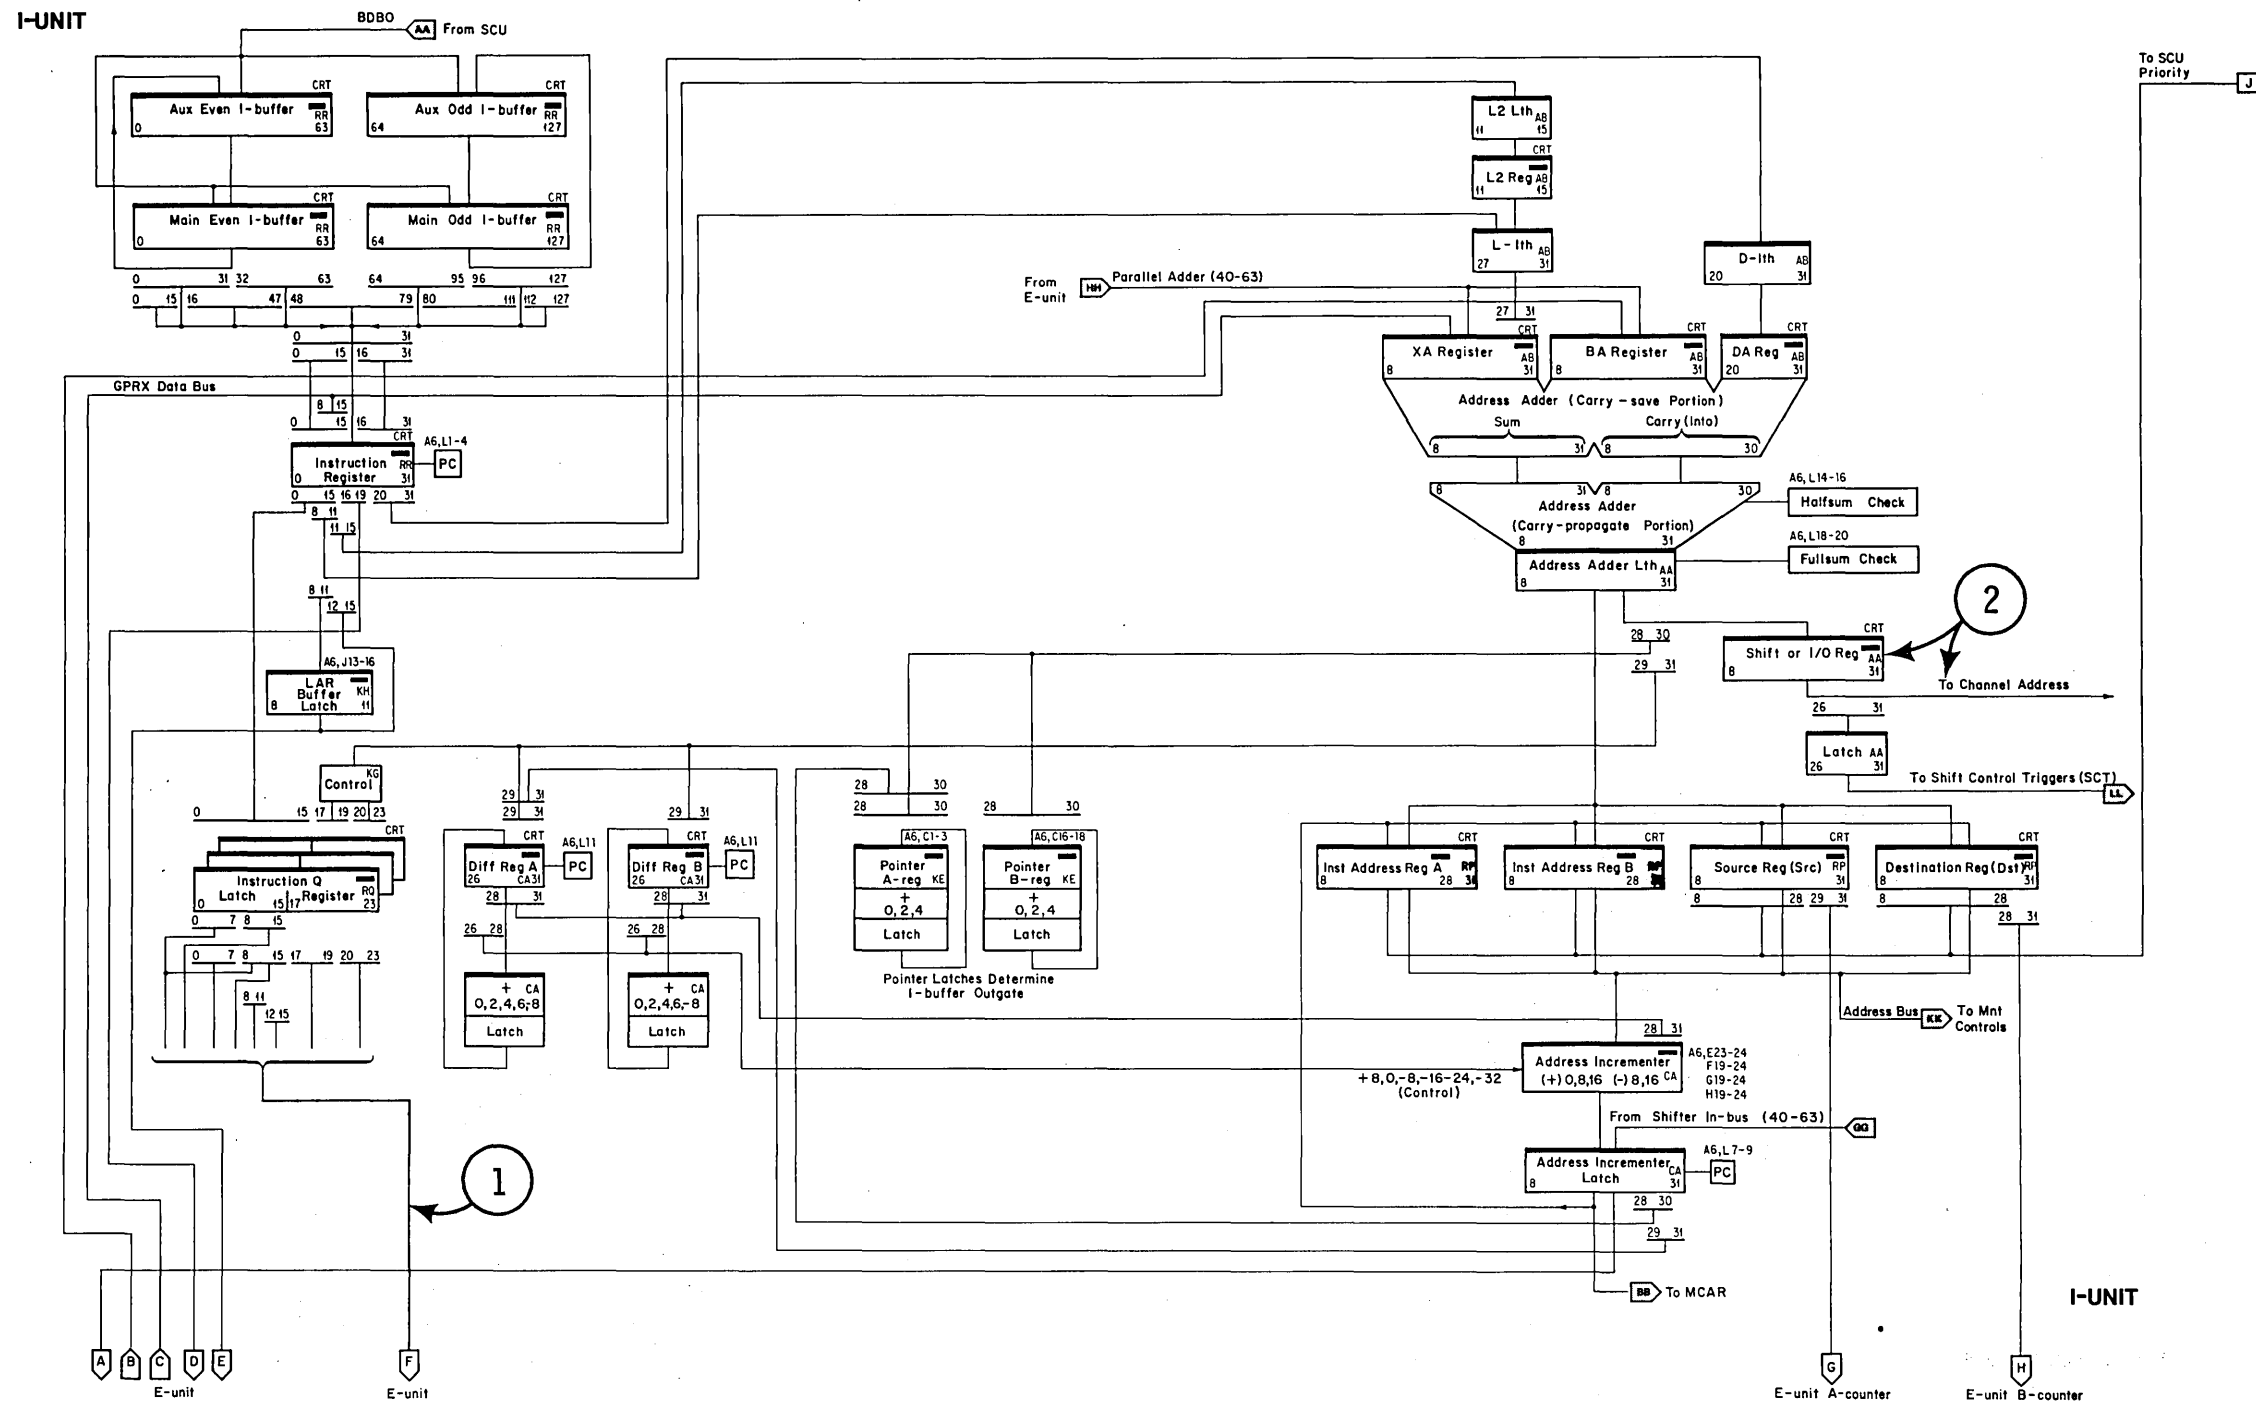 I-UNIT
BDBO
AA From SCU
To SCU
Priority
J
CRT
Aux Even I-buffer
RR
0 63
CRT
Aux Odd I-buffer
RR
64 127
CRT
Main Even I-buffer
RR
0 63
CRT
Main Odd I-buffer
RR
64 127
0 31 32 63 64 95 96 127
0 15 16 47 48 79 80 111 112 127
0 31
0 15 16 31
GPRX Data Bus
8 15
0 15 16 31
CRT
A6,L1-4
Instruction
Register
RR
0 31
PC
0 15 16 19 20 31
8 11
11 15
8 11
12 15
A6,J13-16
LAR
Buffer
Latch
KH
8 11
L2 Lth
AB
11 15
CRT
L2 Reg
AB
11 15
L-lth
AB
27 31
D-lth
AB
20 31
From
E-unit
HH
Parallel Adder (40-63)
27 31
CRT
XA Register
AB
8 31
CRT
BA Register
AB
8 31
CRT
DA Reg
AB
20 31
Address Adder (Carry-save Portion)
Sum
Carry (Into)
8 31 8 30
8 31 8 30
Address Adder
(Carry-propagate Portion)
8 31
A6,L14-16
Halfsum Check
A6,L18-20
Fullsum Check
Address Adder Lth
AA
8 31
2
28 30
29 31
CRT
Shift or I/O Reg
AA
8 31
To Channel Address
26 31
Latch AA
26 31
To Shift Control Triggers (SCT)
LL
KG
Control
0 15 17 19 20 23
CRT
Instruction Q
Latch Register
RQ
0 15 17 23
0 7 8 15
0 7 8 15 17 19 20 23
8 11
12 15
29 31
29 31
CRT
A6,L11
Diff Reg A
26 CA31
PC
28 31
26 28
+ CA
0,2,4,6,-8
Latch
29 31
CRT
A6,L11
Diff Reg B
26 CA31
PC
28 31
26 28
+ CA
0,2,4,6,-8
Latch
28 30
28 30
A6,C1-3
Pointer
A-reg KE
+
0,2,4
Latch
28 30
A6,C16-18
Pointer
B-reg KE
+
0,2,4
Latch
Pointer Latches Determine
I-buffer Outgate
CRT
Inst Address Reg A
RP
8 28 31
CRT
Inst Address Reg B
RP
8 28
CRT
Source Reg (Src)
RP
8 31
8 28 29 31
CRT
Destination Reg (Dst)
RP
8 31
8 28
28 31
Address Bus
KK
To Mnt
Controls
28 31
Address Incrementer
(+)0,8,16 (-)8,16 CA
A6,E23-24
F19-24
G19-24
H19-24
+8,0,-8,-16-24,-32
(Control)
From Shifter In-bus (40-63)
GG
Address Incrementer
Latch
CA
8 31
A6,L7-9
PC
28 30
29 31
BB To MCAR
1
I-UNIT
A B C D E
E-unit
F
E-unit
G
E-unit A-counter
H
E-unit B-counter